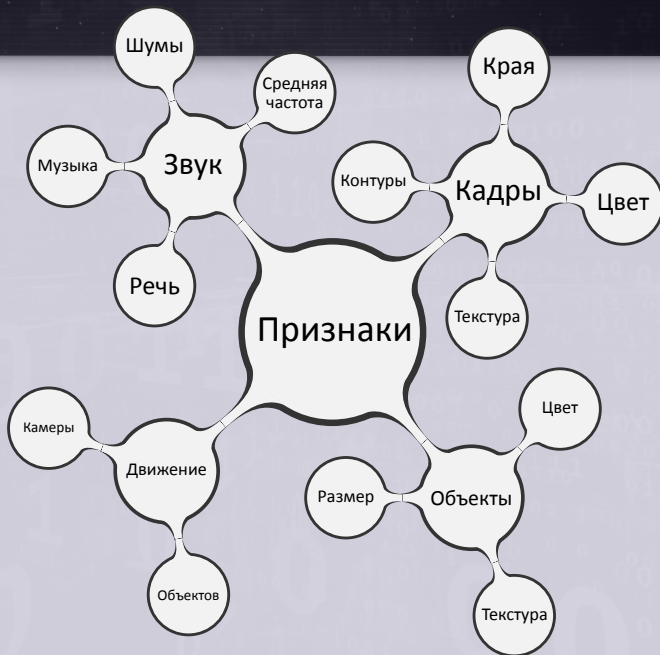 Шумы
Средняя
частота
Музыка
Звук
Речь
Края
Контуры
Кадры
Цвет
Текстура
Признаки
Камеры
Движение
Объектов
Цвет
Размер
Объекты
Текстура